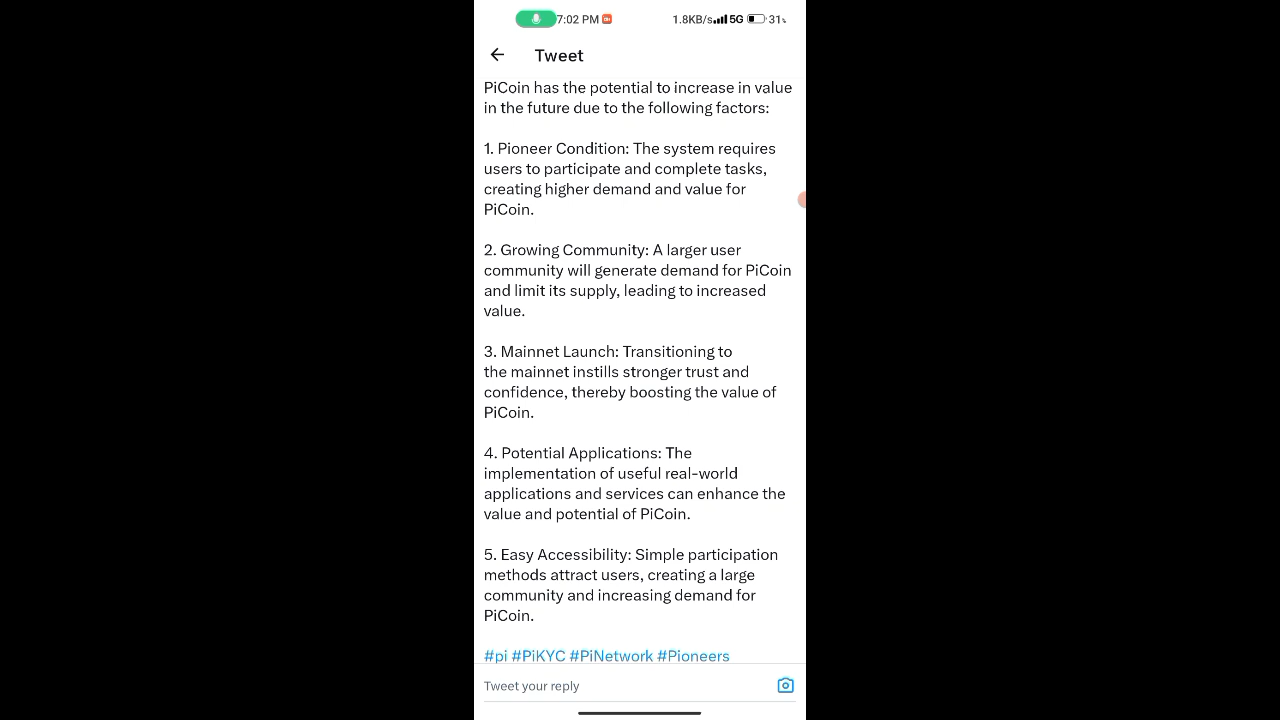 7:02 PM
1.8KB/s 5G 31
Tweet
PiCoin has the potential to increase in value
in the future due to the following factors:
1. Pioneer Condition: The system requires
users to participate and complete tasks,
creating higher demand and value for
PiCoin.
2. Growing Community: A larger user
community will generate demand for PiCoin
and limit its supply, leading to increased
value.
3. Mainnet Launch: Transitioning to
the mainnet instills stronger trust and
confidence, thereby boosting the value of
PiCoin.
4. Potential Applications: The
implementation of useful real-world
applications and services can enhance the
value and potential of PiCoin.
5. Easy Accessibility: Simple participation
methods attract users, creating a large
community and increasing demand for
PiCoin.
#pi #PiKYC #PiNetwork #Pioneers
Tweet your reply